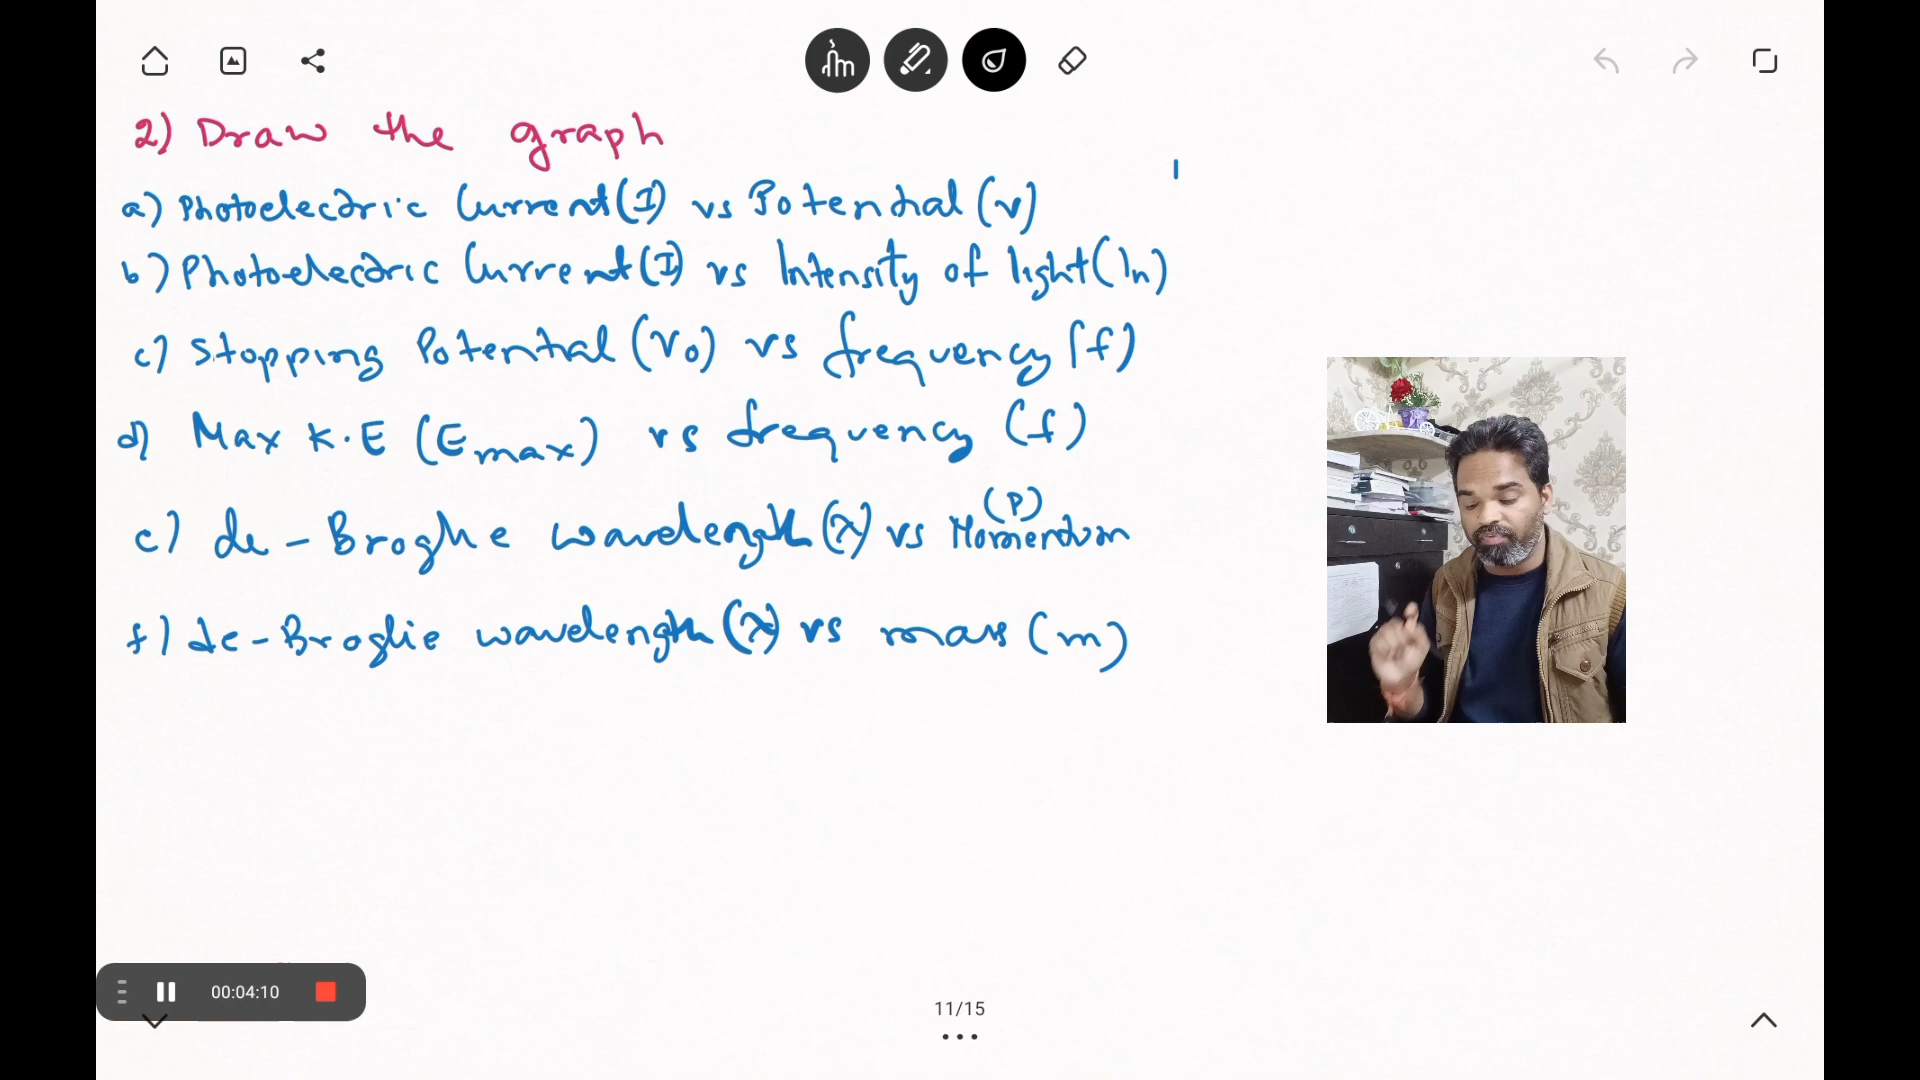 2) Draw the graph
a) Photoelectric Current (I) vs Potential (v)
b) Photoelectric Current (I) vs Intensity of light (In)
c) Stopping Potential (Vo) vs frequency (f)
d) Max K.E (Emax) vs frequency (f)
e) de-Broglie wavelength (λ) vs Momentum (P)
f) de-Broglie wavelength (λ) vs mass (m)
00:04:10
11/15